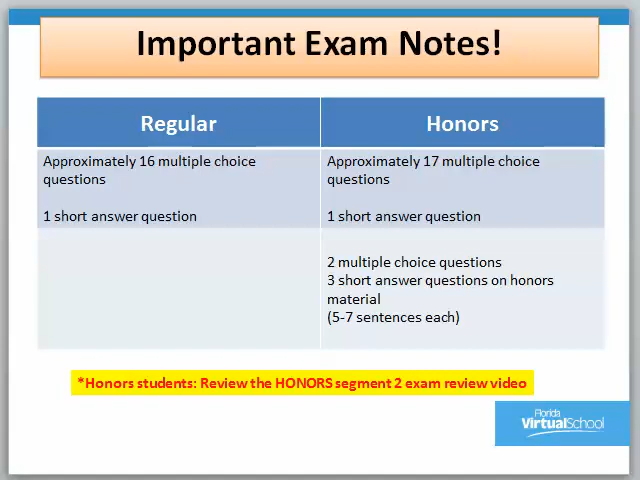 Important Exam Notes!
Regular
Honors
Approximately 16 multiple choice
questions
1 short answer question
Approximately 17 multiple choice
questions
1 short answer question
2 multiple choice questions
3 short answer questions on honors
material
(5-7 sentences each)
*Honors students: Review the HONORS segment 2 exam review video
Florida
VirtualSchool